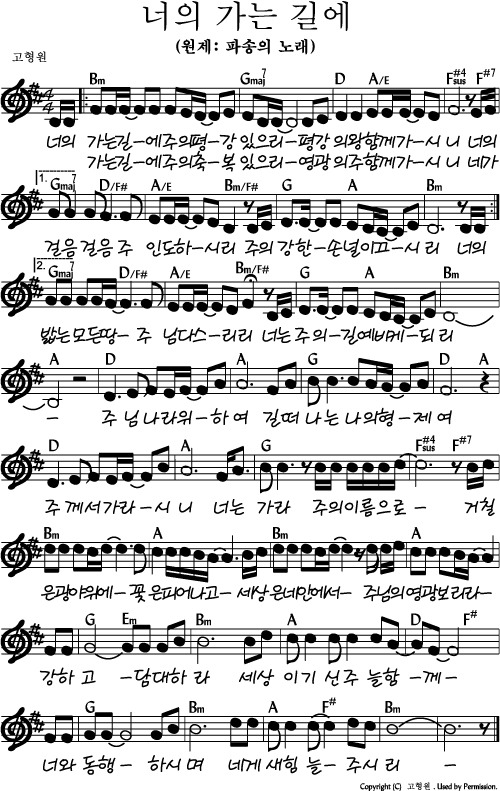 너의 가는 길에
(원제: 파송의 노래)
고형원
Bm Gmaj7 D A/E F#4sus F#7
너의 가는길-에주의평-강 있으리-평강 의왕함께가-시 니 너의
가는길-에주의축-복 있으리-영광 의주함께가-시 니 네가
1. Gmaj7 D/F# A/E Bm/F# G A Bm
걸음 걸음 주 인도하-시리 주의 강한-손널이끄-시 리 너의
2. Gmaj7 D/F# A/E Bm/F# G A Bm
밟는모든땅-주 님다스-리리 너는 주의-길예비케-되리
A D A G D A
- 주 님나라위-하 여 길떠 나는 나의형-제 여
D A G F#4sus F#7
주 께서가라-시 니 너는 가라 주의이름으로- 거칠
Bm G D A
은광야위에-꽃 은피어나고-세상 은네안에서-주님의영광보리라-
G Em Bm A D F#
강하 고 -담대하 라 세상 이기 신주 늘함 -께-
G Bm A F# Bm
너와 동행- 하시며 네게 새힘 늘-주시 리 -
Copyright (C) 고형원 . Used by Permission.